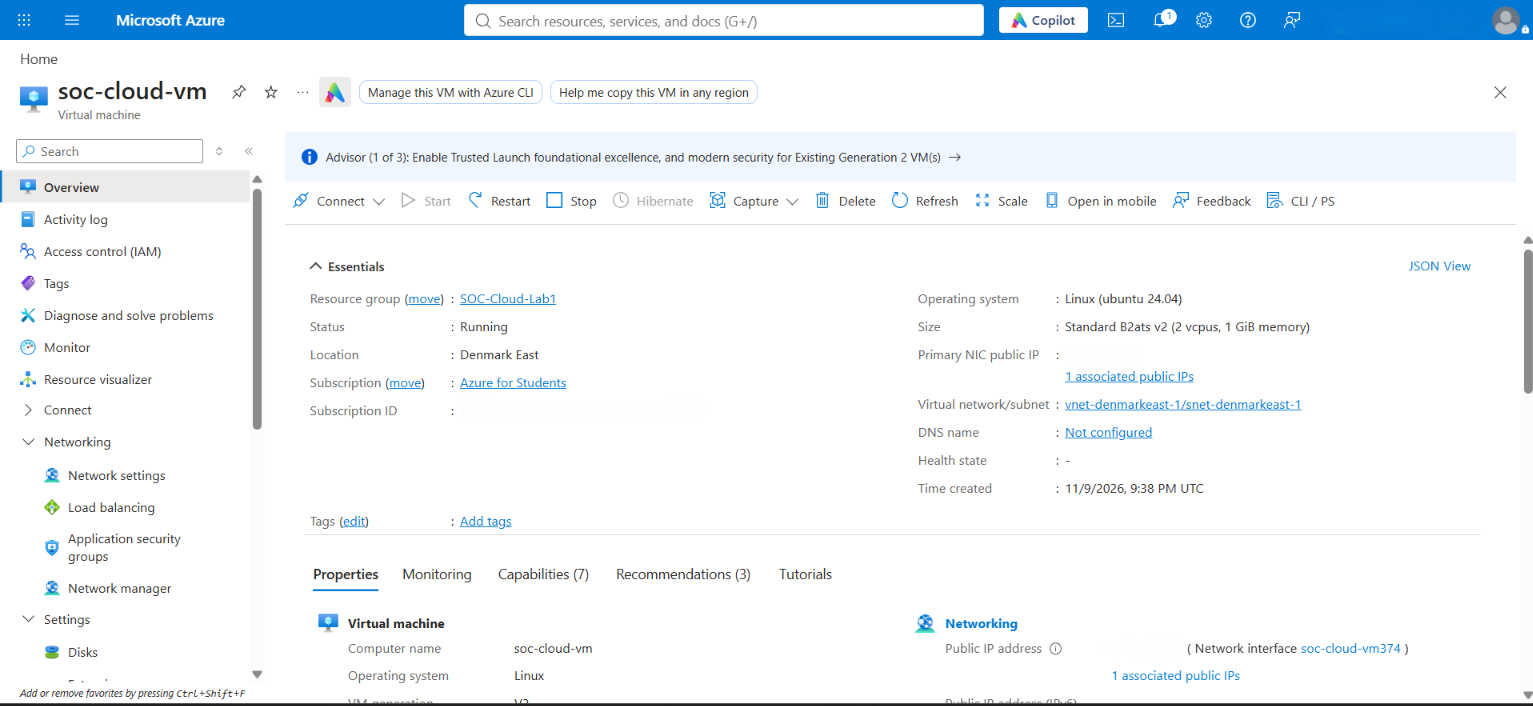 Microsoft Azure
Search resources, services, and docs (G+/)
Copilot
1
Home
soc-cloud-vm
Virtual machine
Manage this VM with Azure CLI
Help me copy this VM in any region
Search
Advisor (1 of 3): Enable Trusted Launch foundational excellence, and modern security for Existing Generation 2 VM(s)
Overview
Activity log
Access control (IAM)
Tags
Diagnose and solve problems
Monitor
Resource visualizer
Connect
Networking
Network settings
Load balancing
Application security
groups
Network manager
Settings
Disks
Add or remove favorites by pressing Ctrl+Shift+F
Connect
Start
Restart
Stop
Hibernate
Capture
Delete
Refresh
Scale
Open in mobile
Feedback
CLI / PS
Essentials
JSON View
Resource group (move) : SOC-Cloud-Lab1
Status : Running
Location : Denmark East
Subscription (move) : Azure for Students
Subscription ID :
Operating system : Linux (ubuntu 24.04)
Size : Standard B2ats v2 (2 vcpus, 1 GiB memory)
Primary NIC public IP :
1 associated public IPs
Virtual network/subnet : vnet-denmarkeast-1/snet-denmarkeast-1
DNS name : Not configured
Health state : -
Time created : 11/9/2026, 9:38 PM UTC
Tags (edit) : Add tags
Properties
Monitoring
Capabilities (7)
Recommendations (3)
Tutorials
Virtual machine
Computer name soc-cloud-vm
Operating system Linux
VM generation V2
Networking
Public IP address ( Network interface soc-cloud-vm374 )
1 associated public IPs
Public IP address (IPv6)